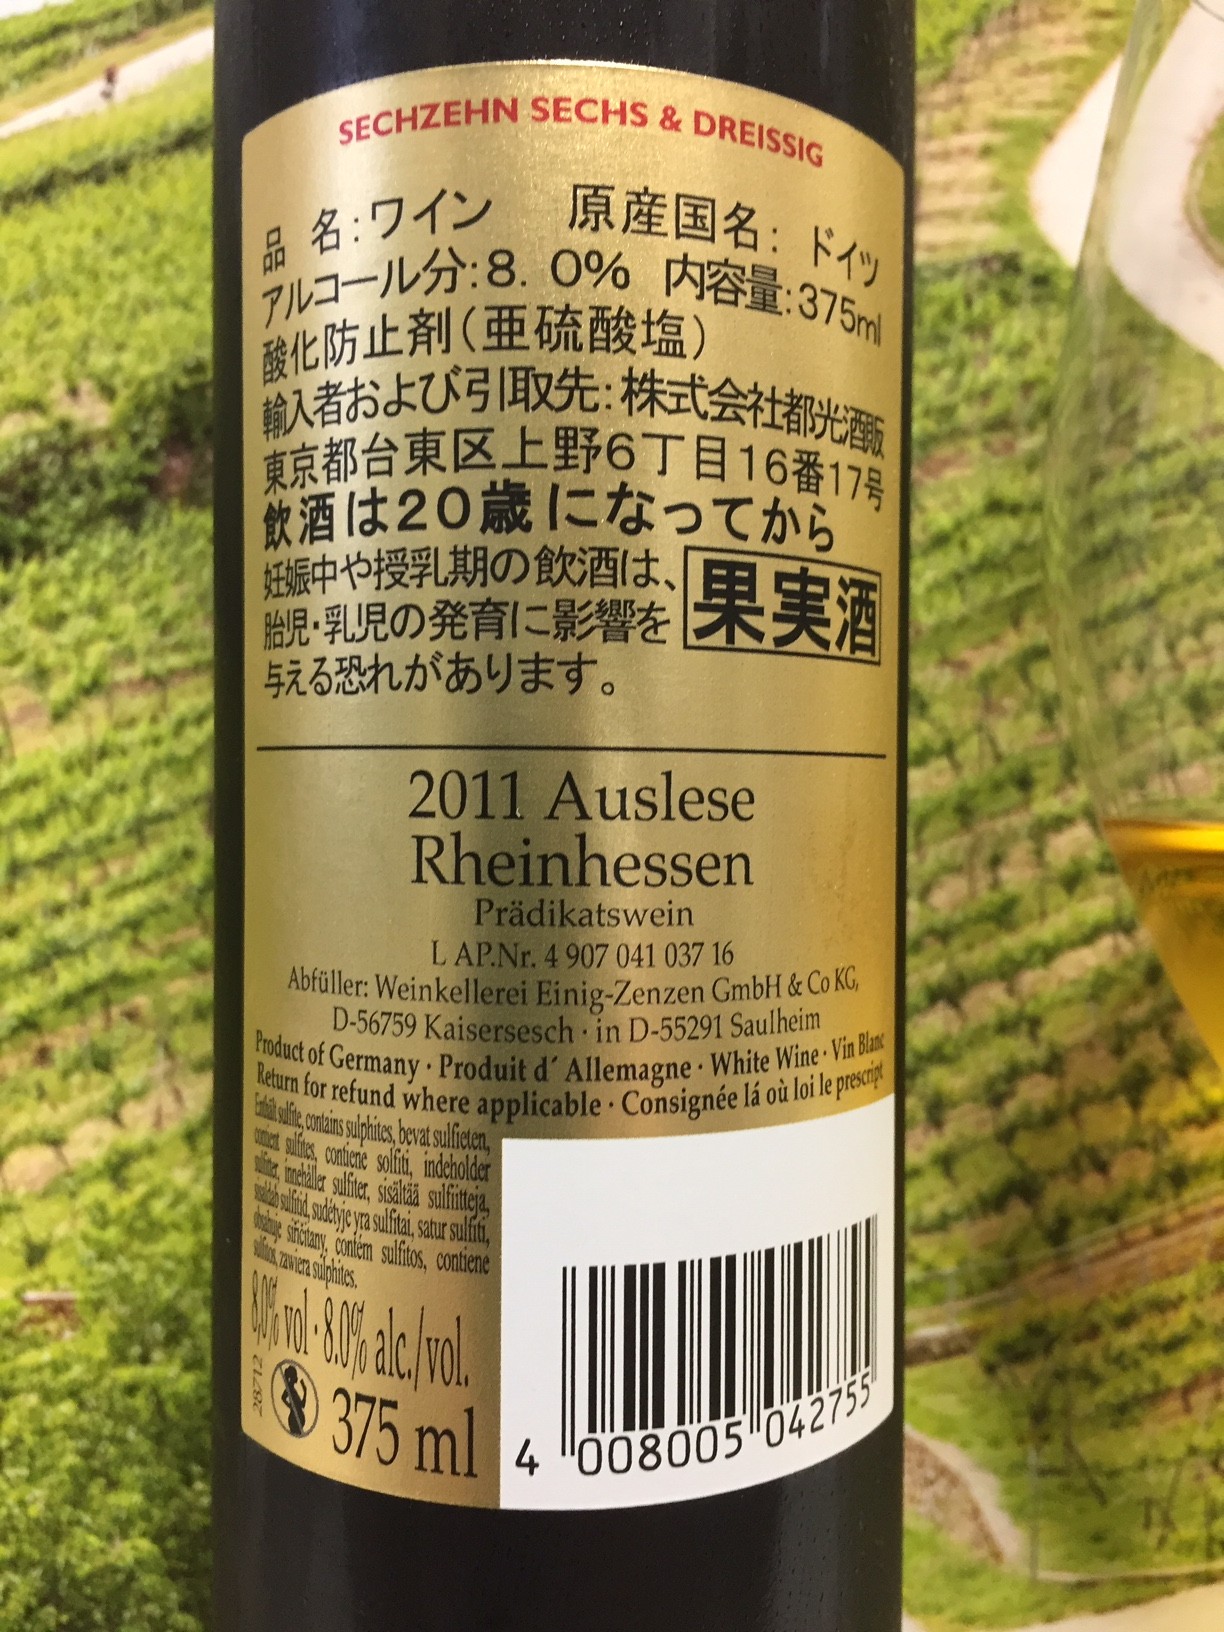 SECHZEHN SECHS & DREISSIG
品 名:ワイン 原産国名: ドイツ
アルコール分:8. 0% 内容量:375ml
酸化防止剤(亜硫酸塩)
輸入者および引取先:株式会社都光酒販
東京都台東区上野6丁目16番17号
飲酒は20歳になってから
妊娠中や授乳期の飲酒は、
胎児・乳児の発育に影響を
与える恐れがあります。
果実酒
2011 Auslese
Rheinhessen
Prädikatswein
L AP.Nr. 4 907 041 037 16
Abfüller: Weinkellerei Einig-Zenzen GmbH & Co KG,
D-56759 Kaisersesch · in D-55291 Saulheim
Product of Germany · Produit d´ Allemagne · White Wine · Vin Blanc
Return for refund where applicable · Consignée lá où loi le prescript
Enthält sulfite, contains sulphites, bevat sulfieten,
contient sulfites, contiene solfiti, indeholder
sulfitter, innehåller sulfiter, sisältää sulfiitteja,
sisaldab sulfitid, sudėtyje yra sulfitai, satur sulfiti,
obsahuje siřičitany, contém sulfitos, contiene
sulfitos, zawiera sulphites.
8,0% vol · 8.0% alc./vol.
28712
375 ml
4 008005 042755